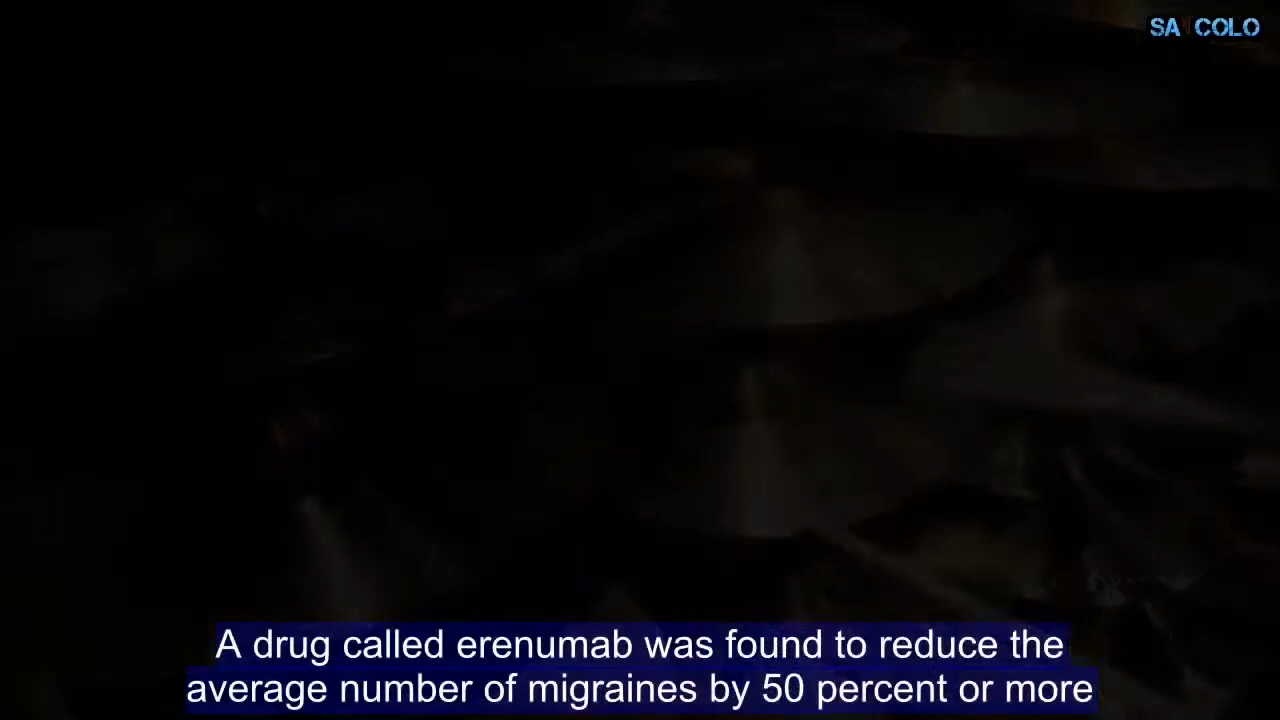 SA COLO
A drug called erenumab was found to reduce the
average number of migraines by 50 percent or more